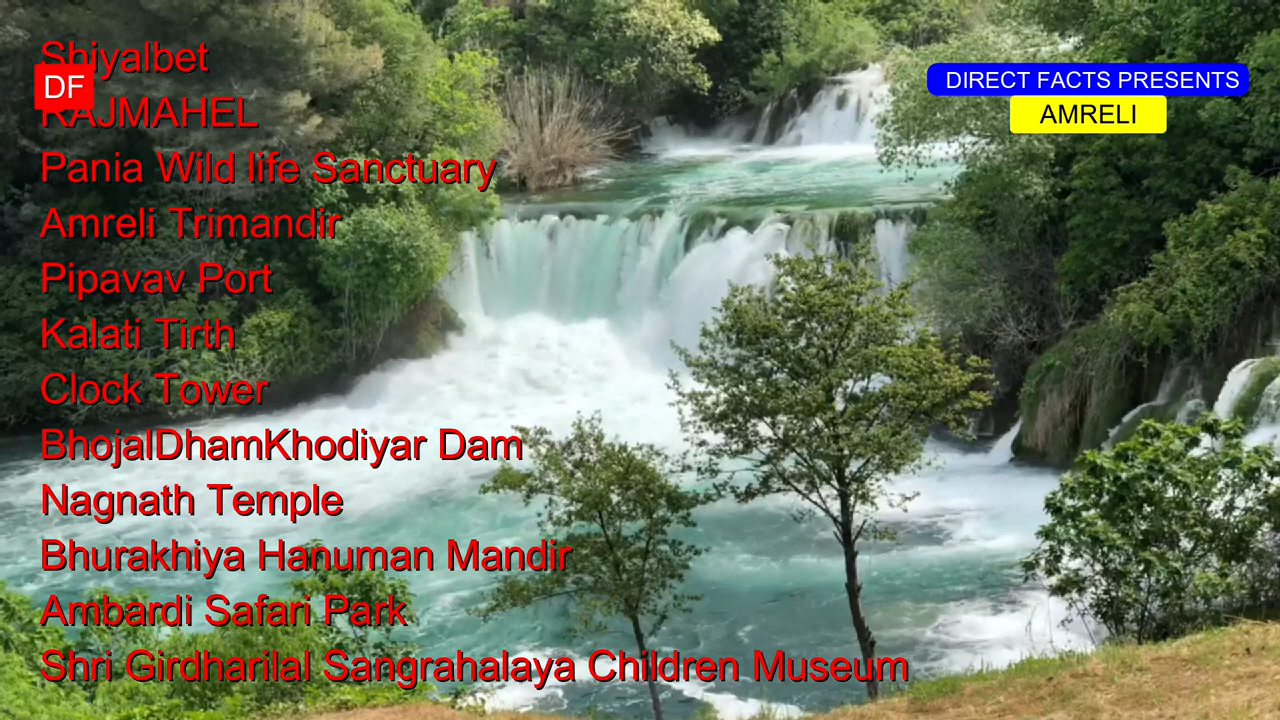 Shiyalbet
DF
RAJMAHEL
Pania Wild life Sanctuary
Amreli Trimandir
Pipavav Port
Kalati Tirth
Clock Tower
BhojalDhamKhodiyar Dam
Nagnath Temple
Bhurakhiya Hanuman Mandir
Ambardi Safari Park
Shri Girdharilal Sangrahalaya Children Museum
DIRECT FACTS PRESENTS
AMRELI